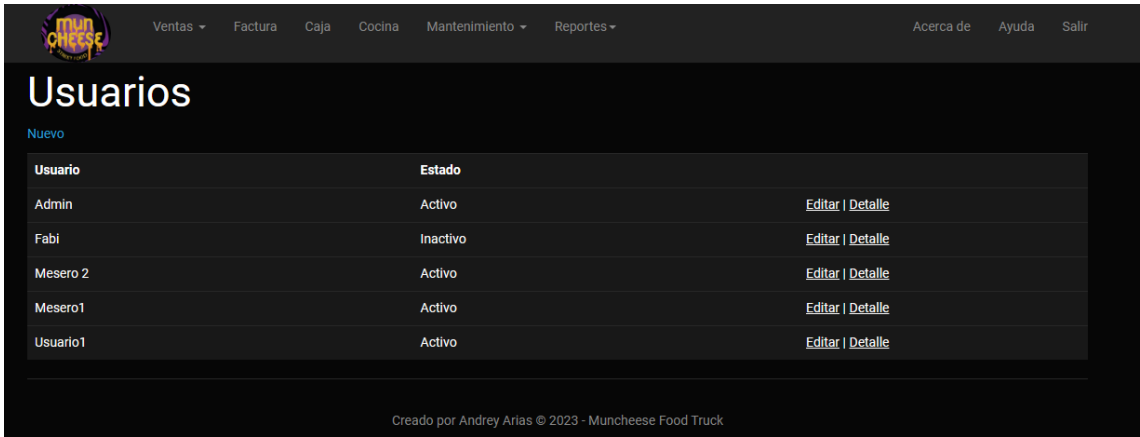 mun
CHEESE
Ventas Factura Caja Cocina Mantenimiento Reportes Acerca de Ayuda Salir
Usuarios
Nuevo
Usuario Estado
Admin Activo Editar | Detalle
Fabi Inactivo Editar | Detalle
Mesero 2 Activo Editar | Detalle
Mesero1 Activo Editar | Detalle
Usuario1 Activo Editar | Detalle
Creado por Andrey Arias © 2023 - Muncheese Food Truck